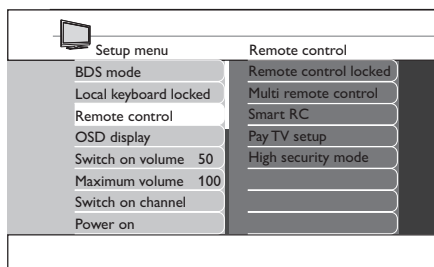 Setup menu
BDS mode
Local keyboard locked
Remote control
OSD display
Switch on volume 50
Maximum volume 100
Switch on channel
Power on
Remote control
Remote control locked
Multi remote control
Smart RC
Pay TV setup
High security mode